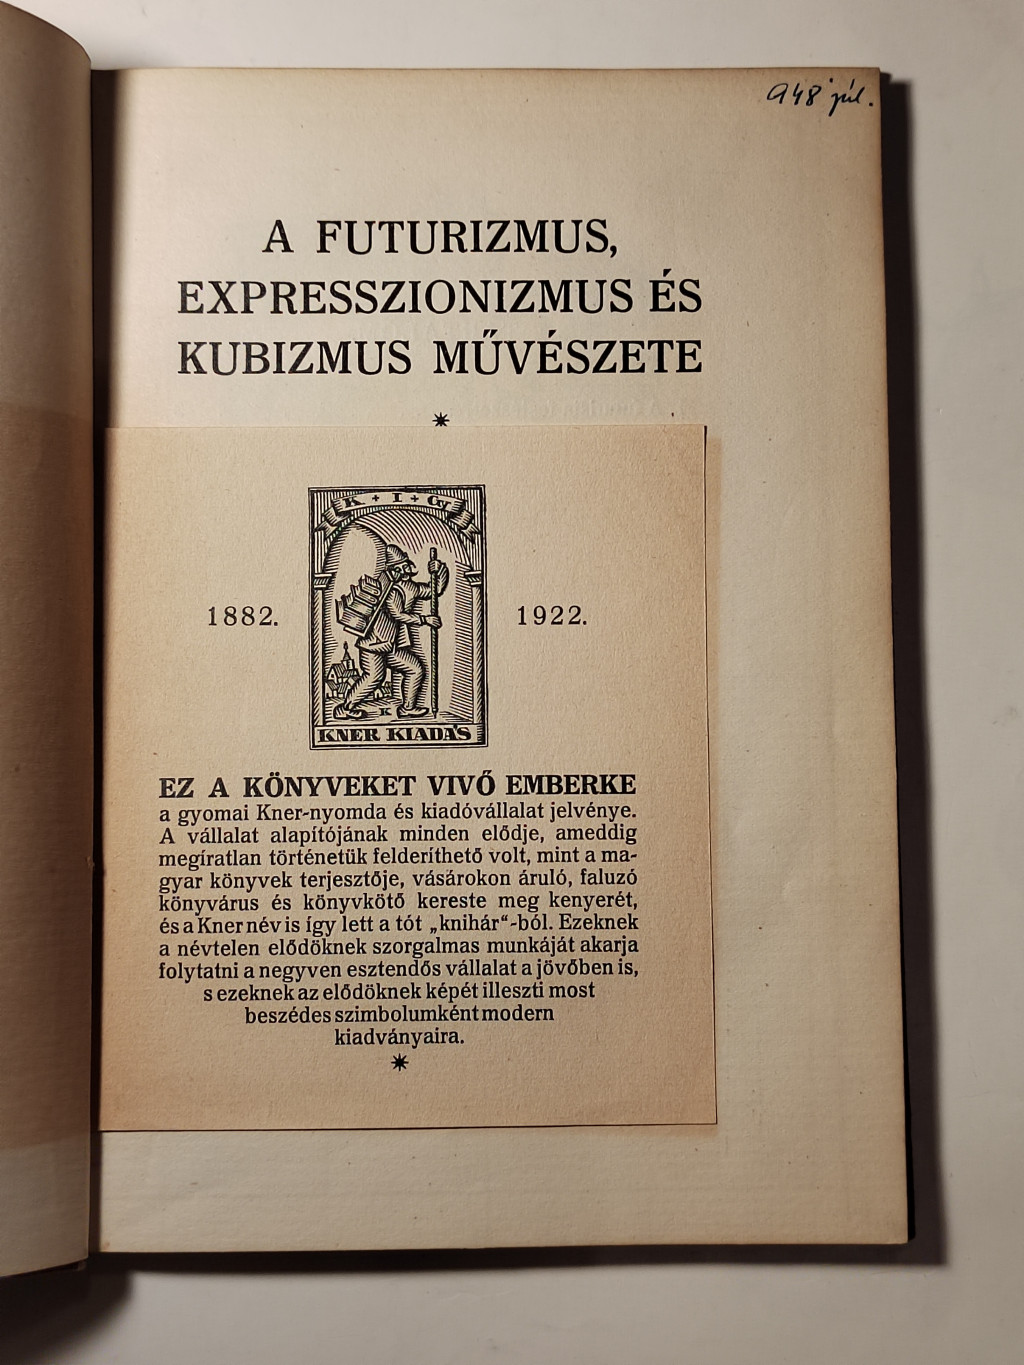 948 júl.
A FUTURIZMUS,
EXPRESSZIONIZMUS ÉS
KUBIZMUS MŰVÉSZETE
K + I + Gy
1882.
1922.
K
KNER KIADÁS
EZ A KÖNYVEKET VIVŐ EMBERKE
a gyomai Kner-nyomda és kiadóvállalat jelvénye.
A vállalat alapítójának minden elődje, ameddig
megíratlan történetük felderíthető volt, mint a ma-
gyar könyvek terjesztője, vásárokon áruló, faluzó
könyvárus és könyvkötő kereste meg kenyerét,
és a Kner név is így lett a tót „knihár“-ból. Ezeknek
a névtelen elődöknek szorgalmas munkáját akarja
folytatni a negyven esztendős vállalat a jövőben is,
s ezeknek az elődöknek képét illeszti most
beszédes szimbolumként modern
kiadványaira.